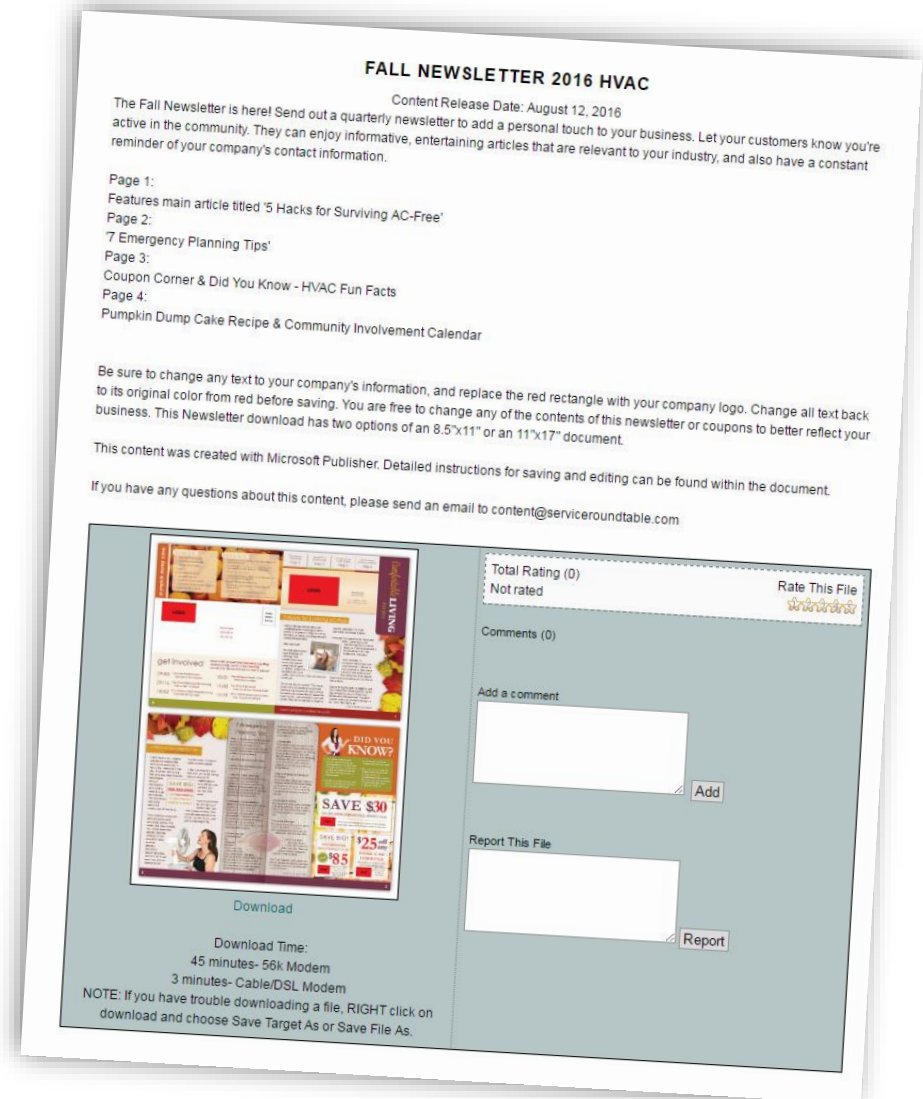 FALL NEWSLETTER 2016 HVAC
Content Release Date: August 12, 2016
The Fall Newsletter is here! Send out a quarterly newsletter to add a personal touch to your business. Let your customers know you're
active in the community. They can enjoy informative, entertaining articles that are relevant to your industry, and also have a constant
reminder of your company's contact information.
Page 1:
Features main article titled '5 Hacks for Surviving AC-Free'
Page 2:
'7 Emergency Planning Tips'
Page 3:
Coupon Corner & Did You Know - HVAC Fun Facts
Page 4:
Pumpkin Dump Cake Recipe & Community Involvement Calendar
Be sure to change any text to your company's information, and replace the red rectangle with your company logo. Change all text back
to its original color from red before saving. You are free to change any of the contents of this newsletter or coupons to better reflect your
business. This Newsletter download has two options of an 8.5"x11" or an 11"x17" document.
This content was created with Microsoft Publisher. Detailed instructions for saving and editing can be found within the document.
If you have any questions about this content, please send an email to content@serviceroundtable.com
LIVING
get involved
DID YOU
KNOW?
SAVE $30
SAVE BIG!
$85
$25 off
any
Download
Download Time:
45 minutes- 56k Modem
3 minutes- Cable/DSL Modem
NOTE: If you have trouble downloading a file, RIGHT click on
download and choose Save Target As or Save File As.
Total Rating (0)
Not rated
Rate This File
Comments (0)
Add a comment
Add
Report This File
Report